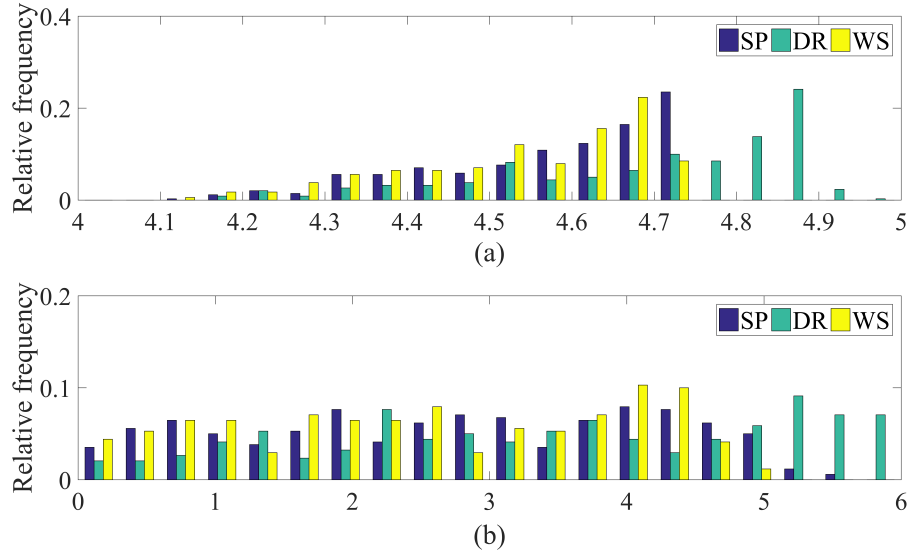 0.4
SP DR WS
Relative frequency
0.2
0
4 4.1 4.2 4.3 4.4 4.5 4.6 4.7 4.8 4.9 5
(a)
0.2
SP DR WS
Relative frequency
0.1
0
0 1 2 3 4 5 6
(b)